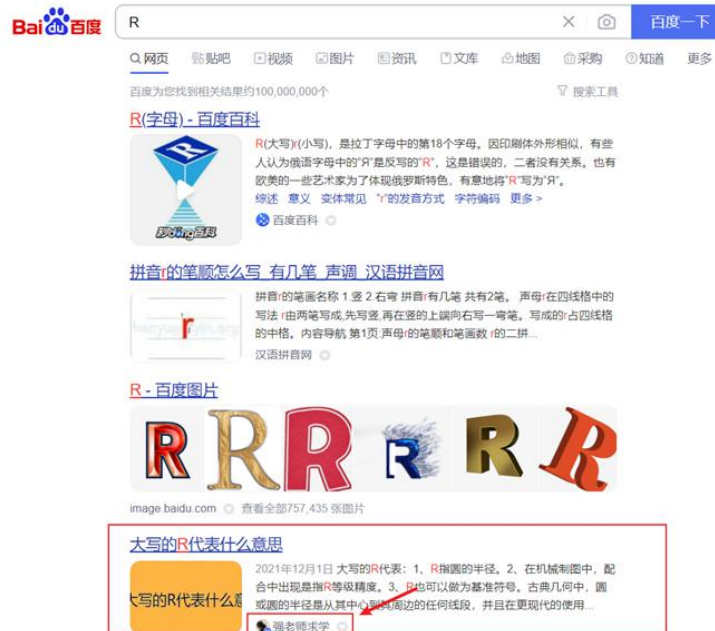 Bai du 百度 R 百度一下
网页 贴吧 视频 图片 资讯 文库 地图 采购 知道 更多
百度为您找到相关结果约100,000,000个 搜索工具
R(字母) - 百度百科
R(大写)r(小写)，是拉丁字母中的第18个字母。因印刷体外形相似，有些
人认为俄语字母中的"Я"是反写的"R"，这是错误的，二者没有关系。也有
欧美的一些艺术家为了体现俄罗斯特色，有意地将"R"写为"Я"。
综述 意义 变体常见 "r"的发音方式 字符编码 更多 >
秒dong百科
百度百科
拼音r的笔顺怎么写_有几笔_声调_汉语拼音网
拼音r的笔画名称 1.竖 2.右弯 拼音r有几笔 共有2笔。 声母r在四线格中的
写法 r由两笔写成,先写竖,再在竖的上端向右写一弯笔。写成的r占四线格
的中格。内容导航 第1页:声母r的笔顺和笔画数 r的二拼...
r
汉语拼音网
R - 百度图片
R R R R R R
image.baidu.com 查看全部757,435 张图片
大写的R代表什么意思
2021年12月1日 大写的R代表：1、R指圆的半径。2、在机械制图中，配
合中出现是指R等级精度。3、R也可以做为基准符号。古典几何中，圆
或圆的半径是从其中心到其周边的任何线段，并且在更现代的使用...
大写的R代表什么意
强老师求学